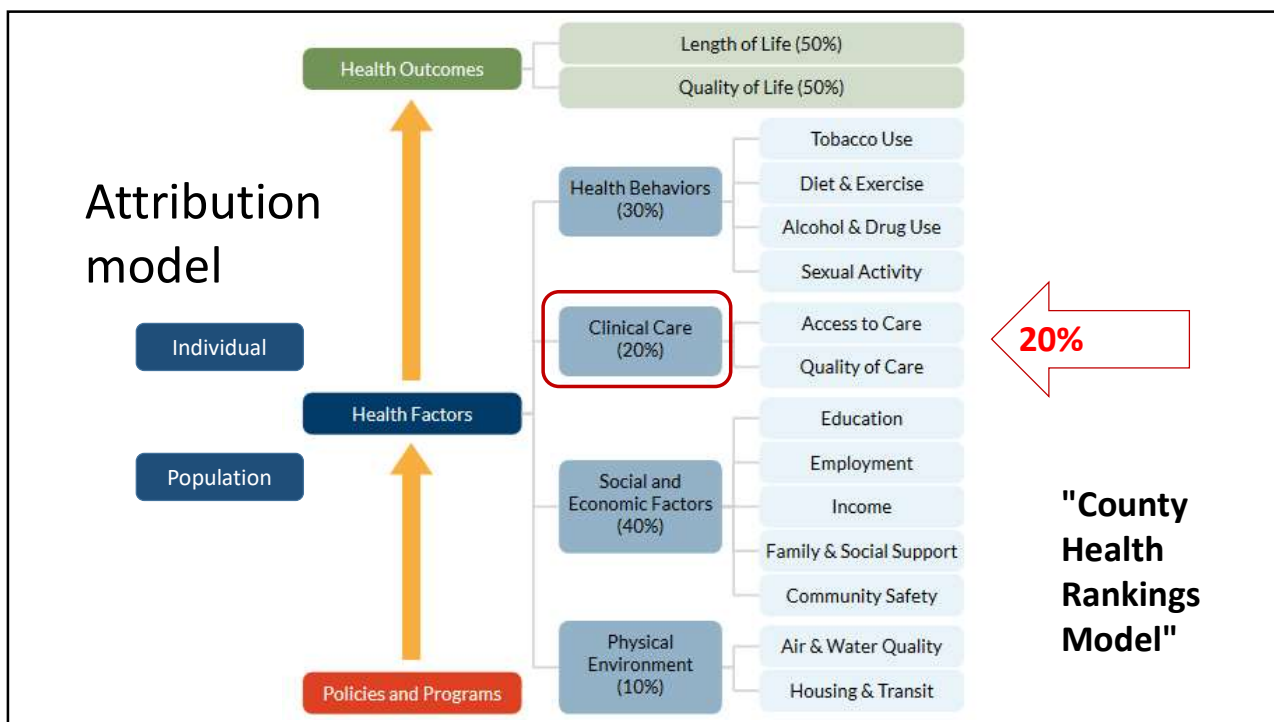 Health Outcomes
Length of Life (50%)
Quality of Life (50%)
Attribution
model
Individual
Population
Health Factors
Policies and Programs
Health Behaviors
(30%)
Tobacco Use
Diet & Exercise
Alcohol & Drug Use
Sexual Activity
Clinical Care
(20%)
Access to Care
Quality of Care
20%
Social and
Economic Factors
(40%)
Education
Employment
Income
Family & Social Support
Community Safety
Physical
Environment
(10%)
Air & Water Quality
Housing & Transit
"County
Health
Rankings
Model"